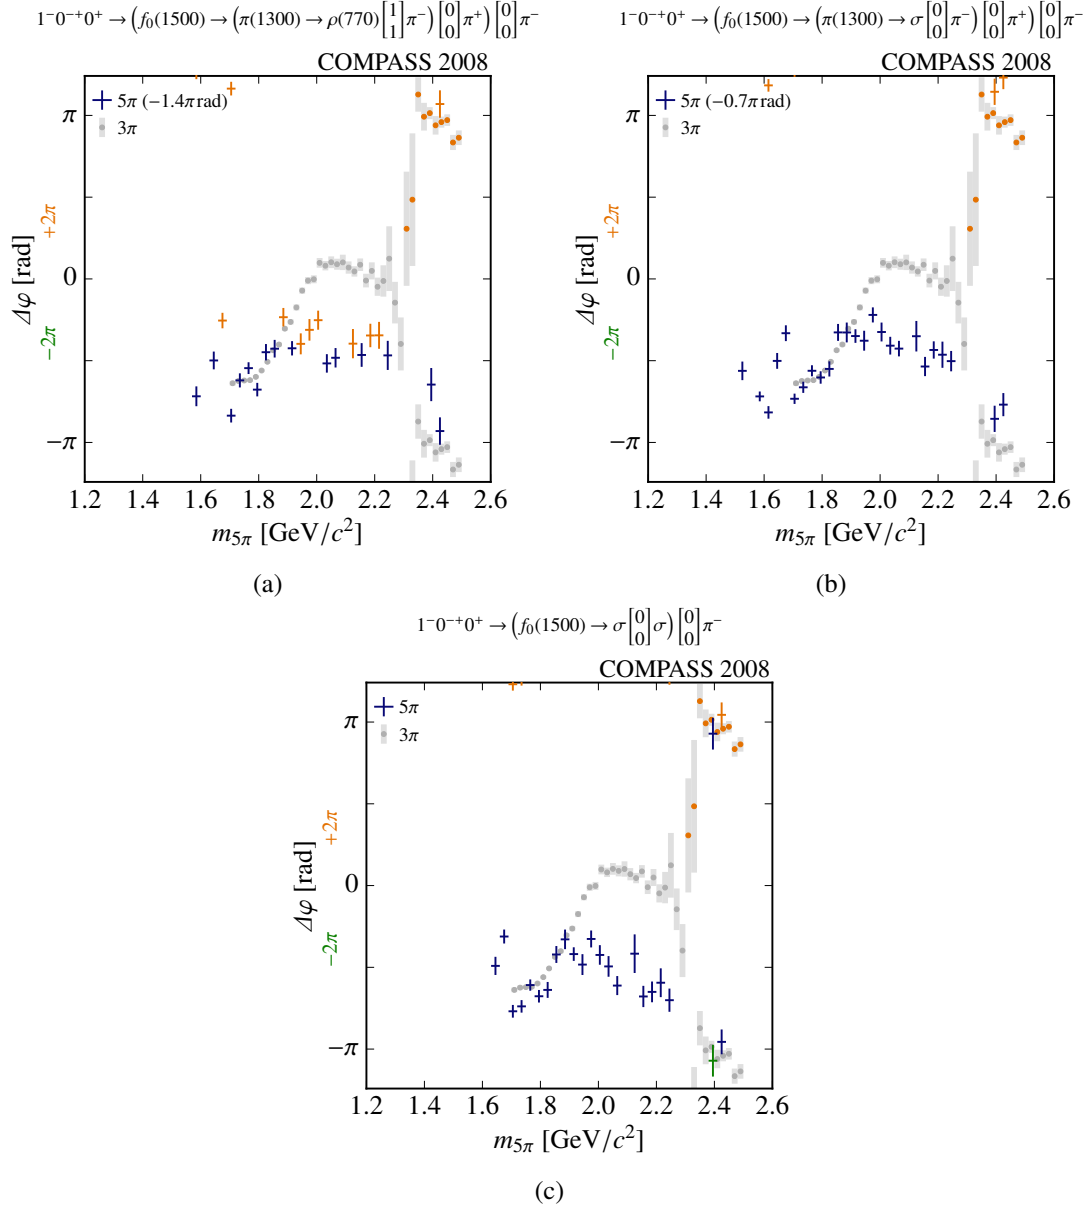 1⁻0⁻⁺0⁺ → (f₀(1500) → (π(1300) → ρ(770)[1 1]π⁻)[0 0]π⁺)[0 0]π⁻
COMPASS 2008
5π (−1.4π rad)
3π
π
0
−π
Δφ [rad]
+2π
−2π
1.2 1.4 1.6 1.8 2.0 2.2 2.4 2.6
m₅π [GeV/c²]
(a)
1⁻0⁻⁺0⁺ → (f₀(1500) → (π(1300) → σ[0 0]π⁻)[0 0]π⁺)[0 0]π⁻
COMPASS 2008
5π (−0.7π rad)
3π
π
0
−π
Δφ [rad]
+2π
−2π
1.2 1.4 1.6 1.8 2.0 2.2 2.4 2.6
m₅π [GeV/c²]
(b)
1⁻0⁻⁺0⁺ → (f₀(1500) → σ[0 0]σ)[0 0]π⁻
COMPASS 2008
5π
3π
π
0
−π
Δφ [rad]
+2π
−2π
1.2 1.4 1.6 1.8 2.0 2.2 2.4 2.6
m₅π [GeV/c²]
(c)